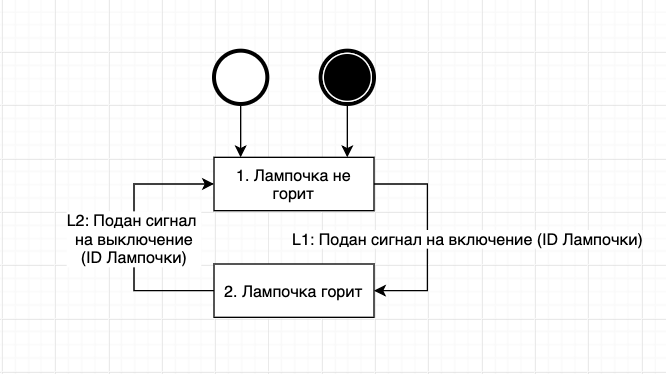 1. Лампочка не
горит
L2: Подан сигнал
на выключение
(ID Лампочки)
L1: Подан сигнал на включение (ID Лампочки)
2. Лампочка горит